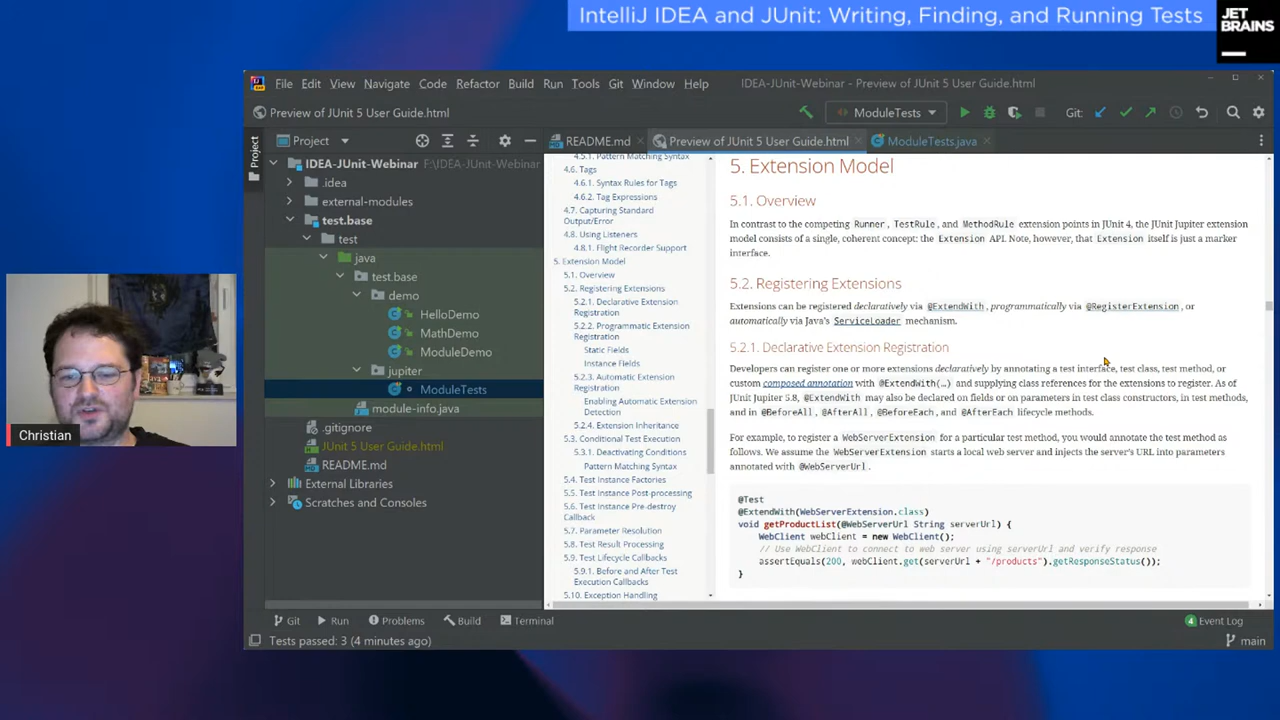 IntelliJ IDEA and JUnit: Writing, Finding, and Running Tests
JET
BRAINS
File Edit View Navigate Code Refactor Build Run Tools Git Window Help
IDEA-JUnit-Webinar - Preview of JUnit 5 User Guide.html
Preview of JUnit 5 User Guide.html
ModuleTests
Git:
Project
Project
README.md
Preview of JUnit 5 User Guide.html
ModuleTests.java
IDEA-JUnit-Webinar F:\IDEA-JUnit-Webinar
.idea
external-modules
test.base
test
java
test.base
demo
HelloDemo
MathDemo
ModuleDemo
jupiter
ModuleTests
module-info.java
.gitignore
JUnit 5 User Guide.html
README.md
External Libraries
Scratches and Consoles
4.5.1. Pattern Matching Syntax
4.6. Tags
4.6.1. Syntax Rules for Tags
4.6.2. Tag Expressions
4.7. Capturing Standard
Output/Error
4.8. Using Listeners
4.8.1. Flight Recorder Support
5. Extension Model
5.1. Overview
5.2. Registering Extensions
5.2.1. Declarative Extension
Registration
5.2.2. Programmatic Extension
Registration
Static Fields
Instance Fields
5.2.3. Automatic Extension
Registration
Enabling Automatic Extension
Detection
5.2.4. Extension Inheritance
5.3. Conditional Test Execution
5.3.1. Deactivating Conditions
Pattern Matching Syntax
5.4. Test Instance Factories
5.5. Test Instance Post-processing
5.6. Test Instance Pre-destroy
Callback
5.7. Parameter Resolution
5.8. Test Result Processing
5.9. Test Lifecycle Callbacks
5.9.1. Before and After Test
Execution Callbacks
5.10. Exception Handling
5. Extension Model
5.1. Overview
In contrast to the competing Runner, TestRule, and MethodRule extension points in JUnit 4, the JUnit Jupiter extension
model consists of a single, coherent concept: the Extension API. Note, however, that Extension itself is just a marker
interface.
5.2. Registering Extensions
Extensions can be registered declaratively via @ExtendWith, programmatically via @RegisterExtension, or
automatically via Java's ServiceLoader mechanism.
5.2.1. Declarative Extension Registration
Developers can register one or more extensions declaratively by annotating a test interface, test class, test method, or
custom composed annotation with @ExtendWith(…) and supplying class references for the extensions to register. As of
JUnit Jupiter 5.8, @ExtendWith may also be declared on fields or on parameters in test class constructors, in test methods,
and in @BeforeAll, @AfterAll, @BeforeEach, and @AfterEach lifecycle methods.
For example, to register a WebServerExtension for a particular test method, you would annotate the test method as
follows. We assume the WebServerExtension starts a local web server and injects the server's URL into parameters
annotated with @WebServerUrl.
@Test
@ExtendWith(WebServerExtension.class)
void getProductList(@WebServerUrl String serverUrl) {
WebClient webClient = new WebClient();
// Use WebClient to connect to web server using serverUrl and verify response
assertEquals(200, webClient.get(serverUrl + "/products").getResponseStatus());
}
Christian
Git Run Problems Build Terminal
4 Event Log
Tests passed: 3 (4 minutes ago)
main